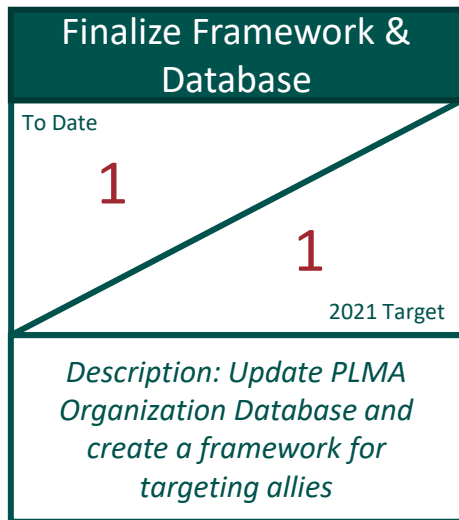 Finalize Framework &
Database
To Date
1
1
2021 Target
Description: Update PLMA
Organization Database and
create a framework for
targeting allies